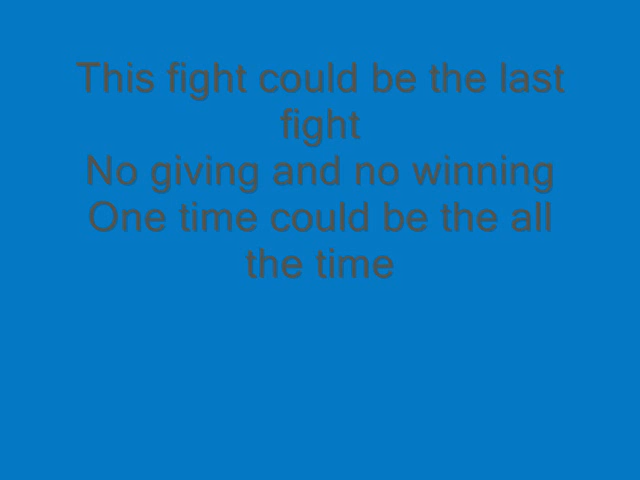 This fight could be the last
fight
No giving and no winning
One time could be the all
the time